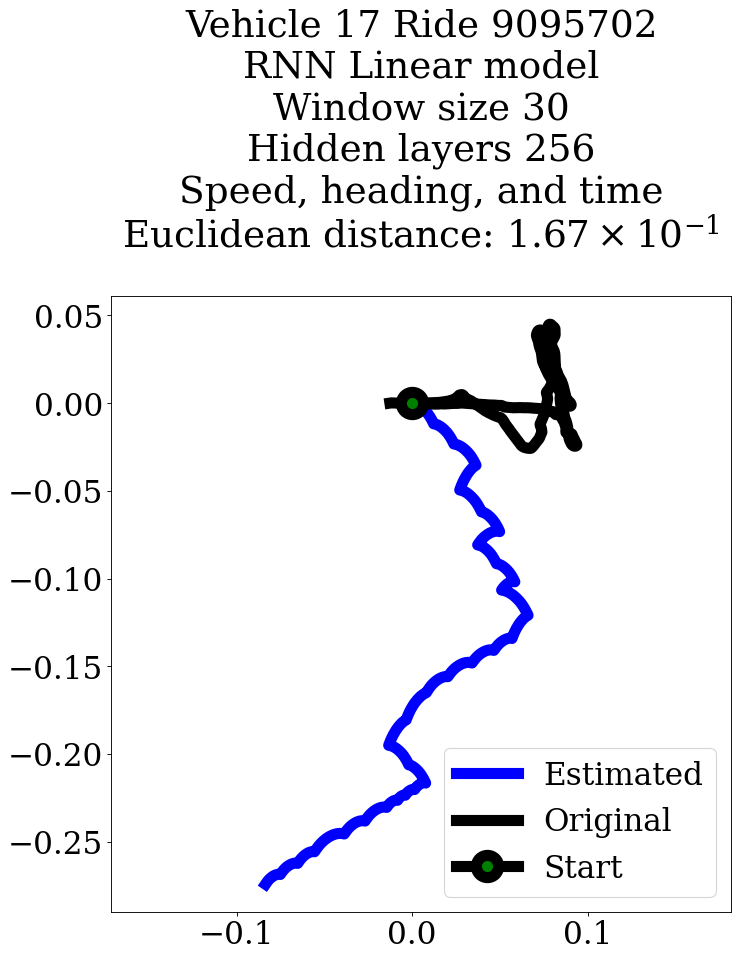 Vehicle 17 Ride 9095702
RNN Linear model
Window size 30
Hidden layers 256
Speed, heading, and time
Euclidean distance: 1.67 × 10⁻¹
0.05
0.00
−0.05
−0.10
−0.15
−0.20
−0.25
Estimated
Original
Start
−0.1
0.0
0.1